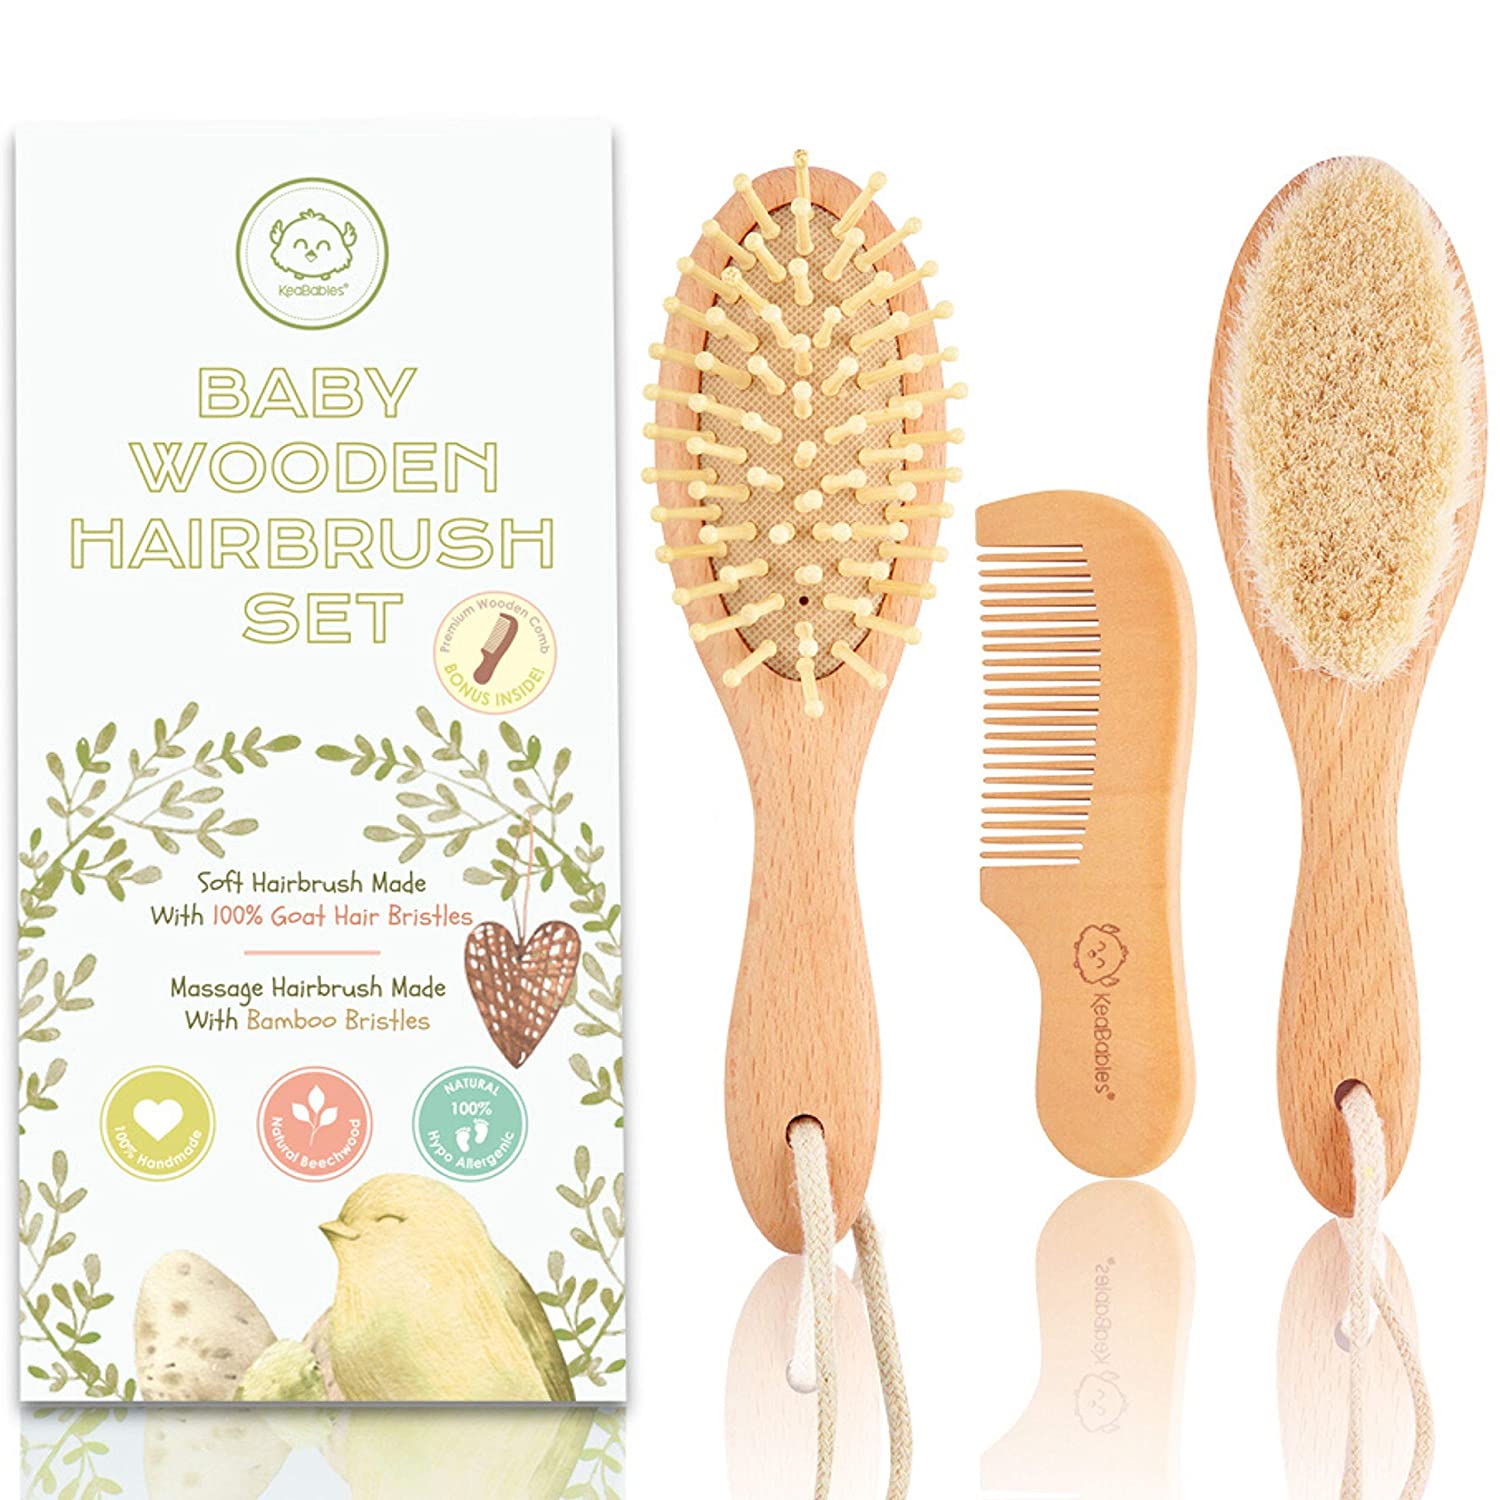 KeaBabies®
BABY
WOODEN
HAIRBRUSH
SET
Premium Wooden Comb
BONUS INSIDE!
Soft Hairbrush Made
With 100% Goat Hair Bristles
Massage Hairbrush Made
With Bamboo Bristles
100% Handmade
Natural Beechwood
NATURAL
100%
Hypo Allergenic
KeaBabies®
KeaBabies®